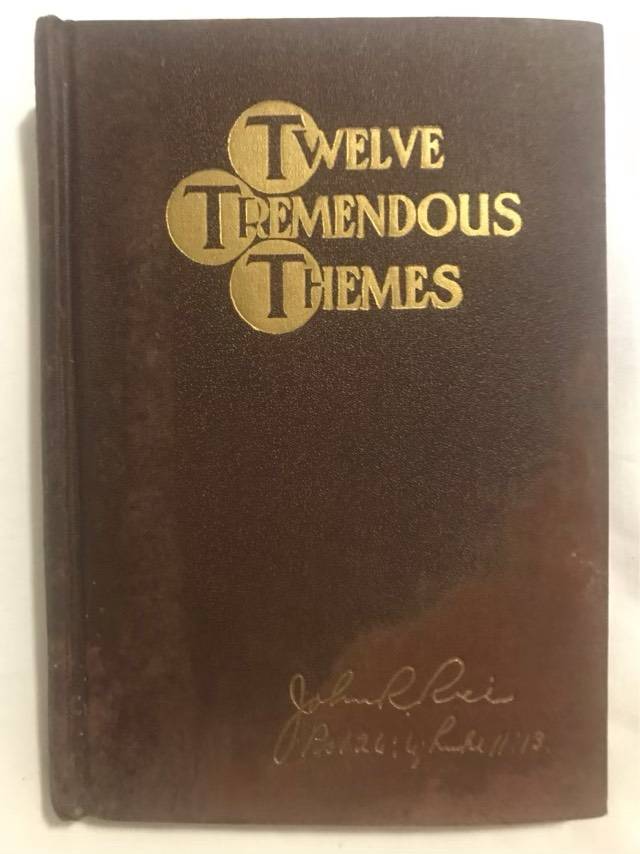 TWELVE
TREMENDOUS
THEMES
John R. Rice
Ps 126:6; Luke 11:13.